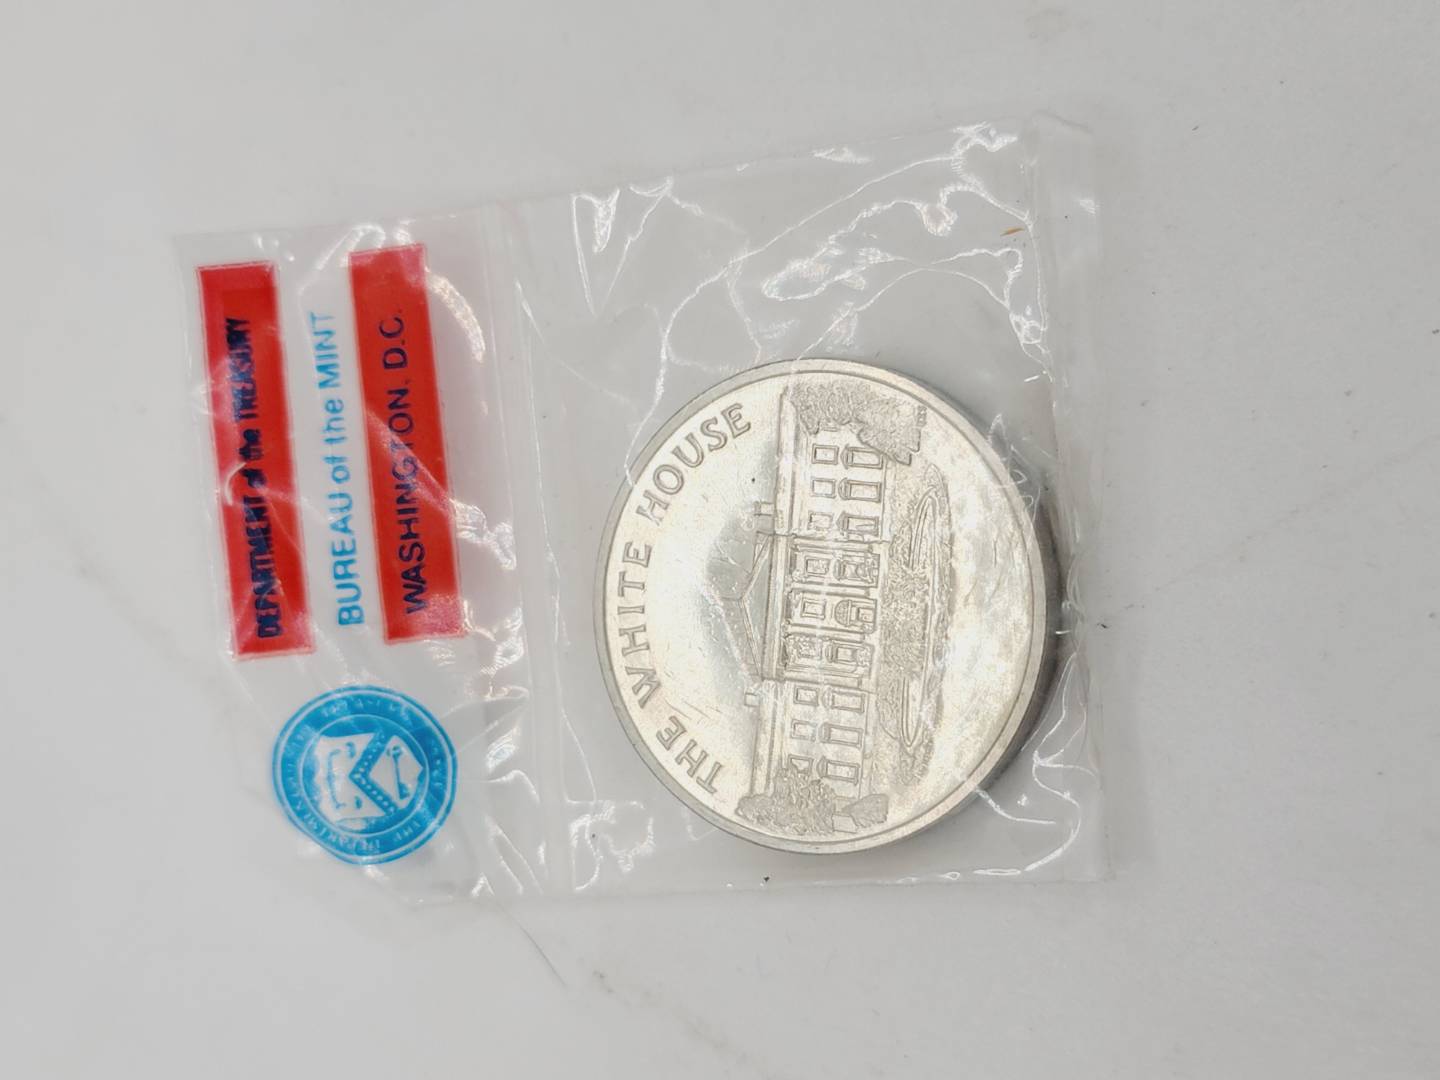 DEPARTMENT of the TREASURY
BUREAU of the MINT
WASHINGTON, D.C.
THE WHITE HOUSE